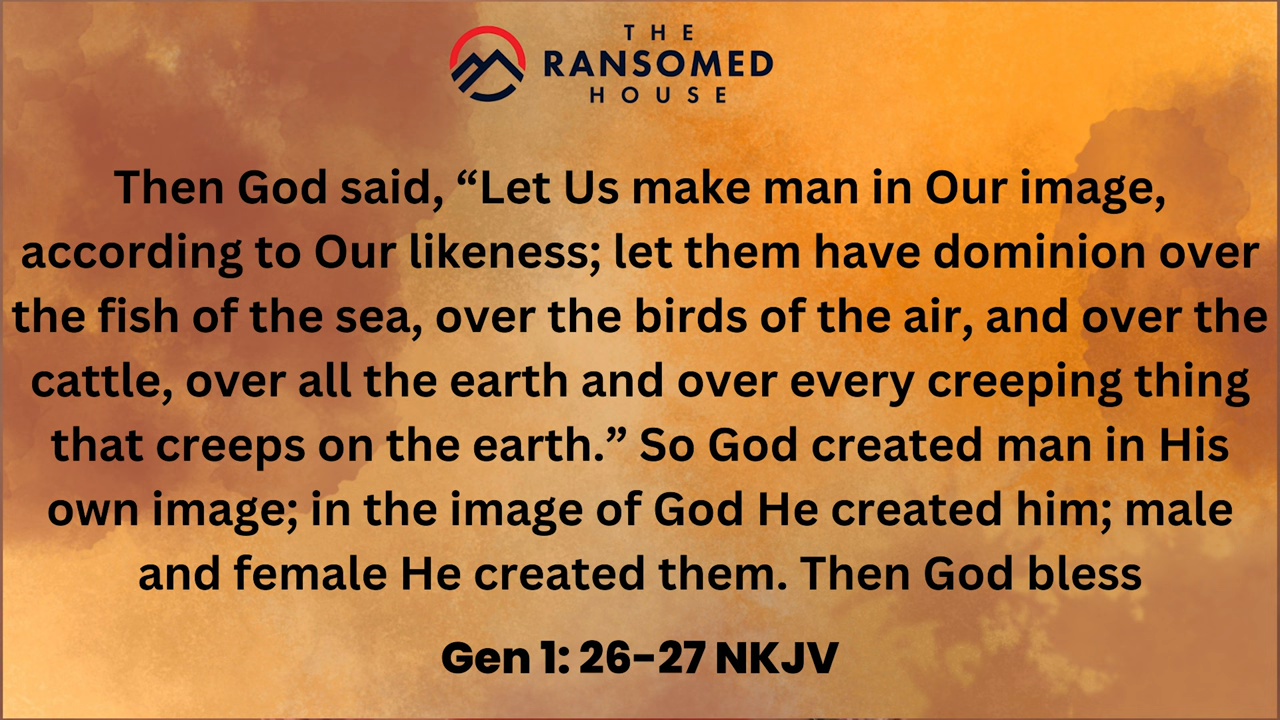 THE
RANSOMED
HOUSE
Then God said, “Let Us make man in Our image,
according to Our likeness; let them have dominion over
the fish of the sea, over the birds of the air, and over the
cattle, over all the earth and over every creeping thing
that creeps on the earth.” So God created man in His
own image; in the image of God He created him; male
and female He created them. Then God bless
Gen 1: 26–27 NKJV